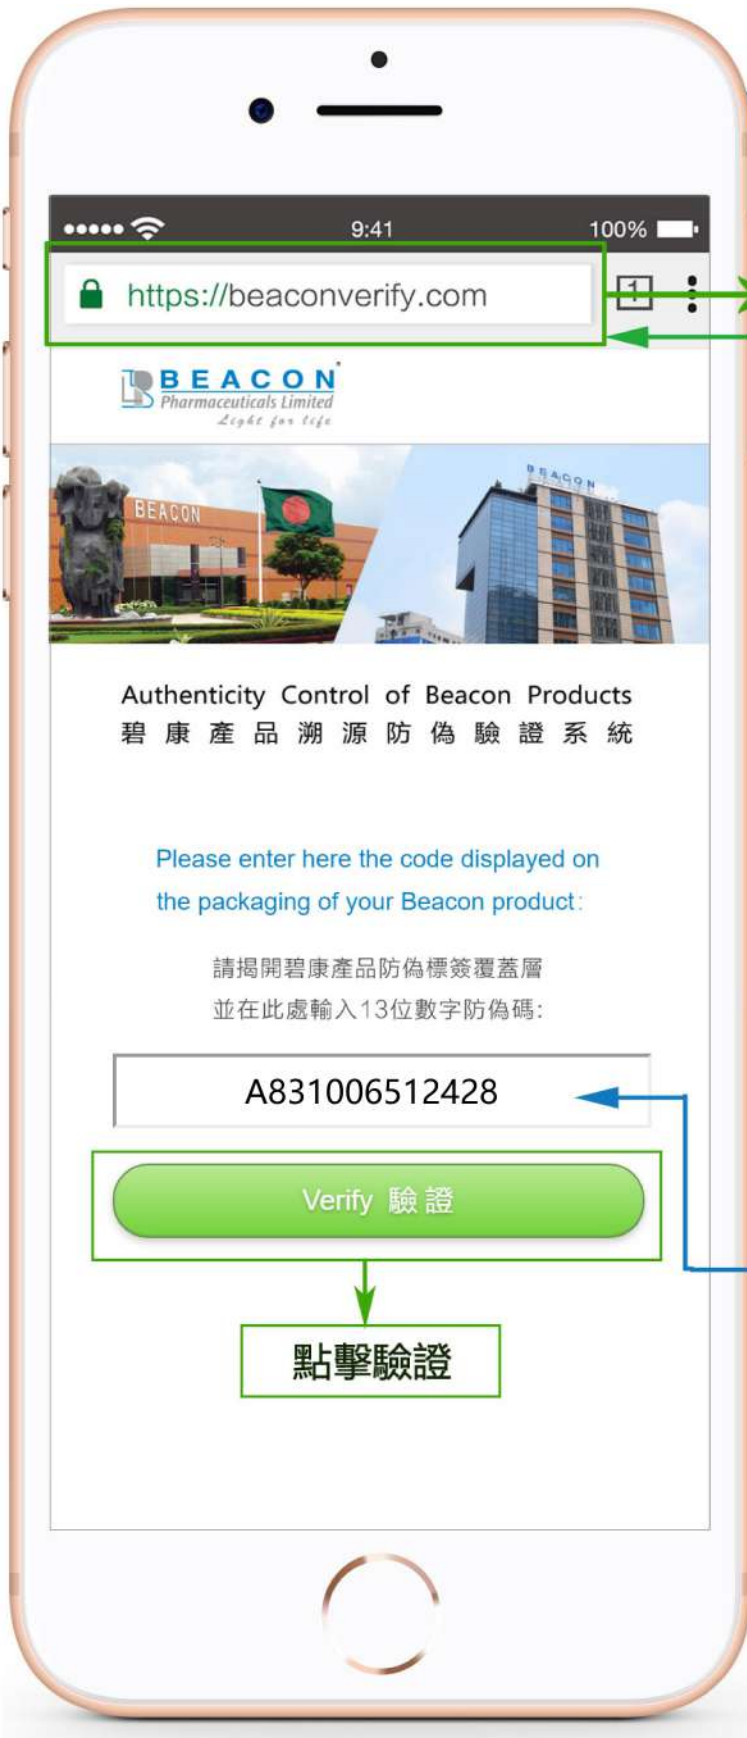 9:41
100%
https://beaconverify.com
1
BEACON
Pharmaceuticals Limited
Light for life
BEACON
BEACON
Authenticity Control of Beacon Products
碧康產品溯源防偽驗證系統
Please enter here the code displayed on
the packaging of your Beacon product:
請揭開碧康產品防偽標簽覆蓋層
並在此處輸入13位數字防偽碼:
A831006512428
Verify 驗證
點擊驗證